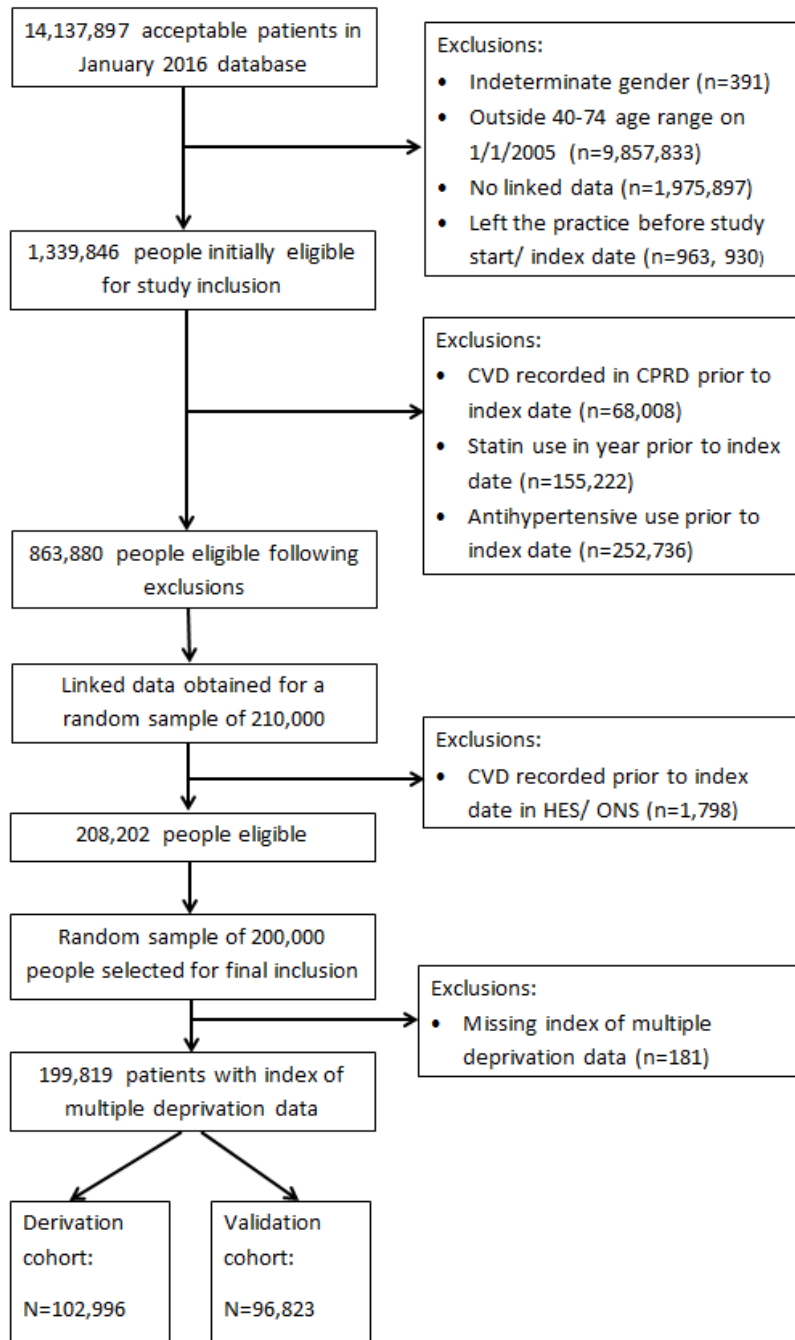 14,137,897 acceptable patients in
January 2016 database
Exclusions:
• Indeterminate gender (n=391)
• Outside 40-74 age range on
1/1/2005 (n=9,857,833)
• No linked data (n=1,975,897)
• Left the practice before study
start/ index date (n=963, 930)
1,339,846 people initially eligible
for study inclusion
Exclusions:
• CVD recorded in CPRD prior to
index date (n=68,008)
• Statin use in year prior to index
date (n=155,222)
• Antihypertensive use prior to
index date (n=252,736)
863,880 people eligible following
exclusions
Linked data obtained for a
random sample of 210,000
Exclusions:
• CVD recorded prior to index
date in HES/ ONS (n=1,798)
208,202 people eligible
Random sample of 200,000
people selected for final inclusion
Exclusions:
• Missing index of multiple
deprivation data (n=181)
199,819 patients with index of
multiple deprivation data
Derivation
cohort:
N=102,996
Validation
cohort:
N=96,823